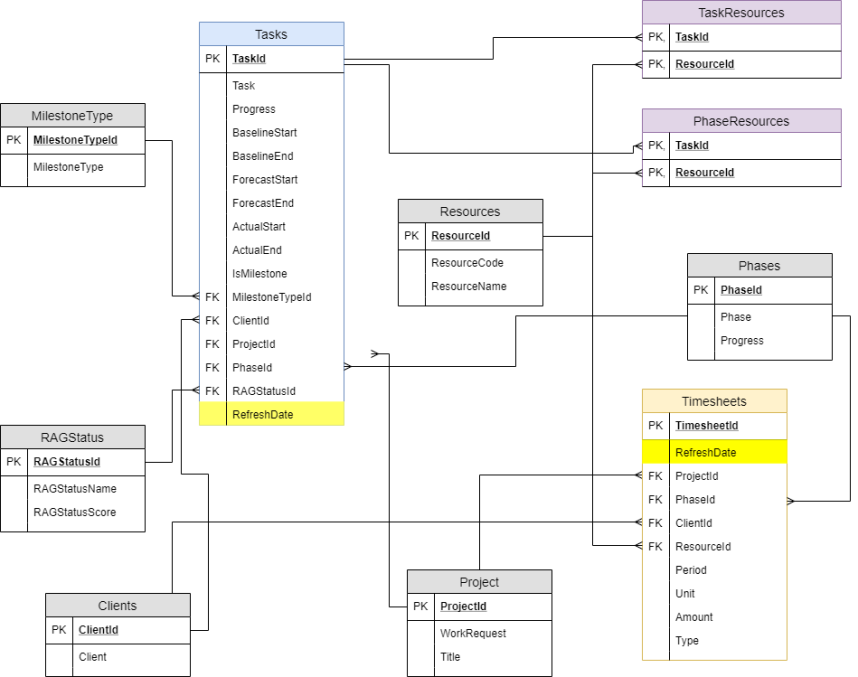 Tasks
PK TaskId
Task
Progress
BaselineStart
BaselineEnd
ForecastStart
ForecastEnd
ActualStart
ActualEnd
IsMilestone
FK MilestoneTypeId
FK ClientId
FK ProjectId
FK PhaseId
FK RAGStatusId
RefreshDate
TaskResources
PK, TaskId
PK, ResourceId
MilestoneType
PK MilestoneTypeId
MilestoneType
PhaseResources
PK, TaskId
PK, ResourceId
Resources
PK ResourceId
ResourceCode
ResourceName
Phases
PK PhaseId
Phase
Progress
Timesheets
PK TimesheetId
RefreshDate
FK ProjectId
FK PhaseId
FK ClientId
FK ResourceId
Period
Unit
Amount
Type
RAGStatus
PK RAGStatusId
RAGStatusName
RAGStatusScore
Project
PK ProjectId
WorkRequest
Title
Clients
PK ClientId
Client